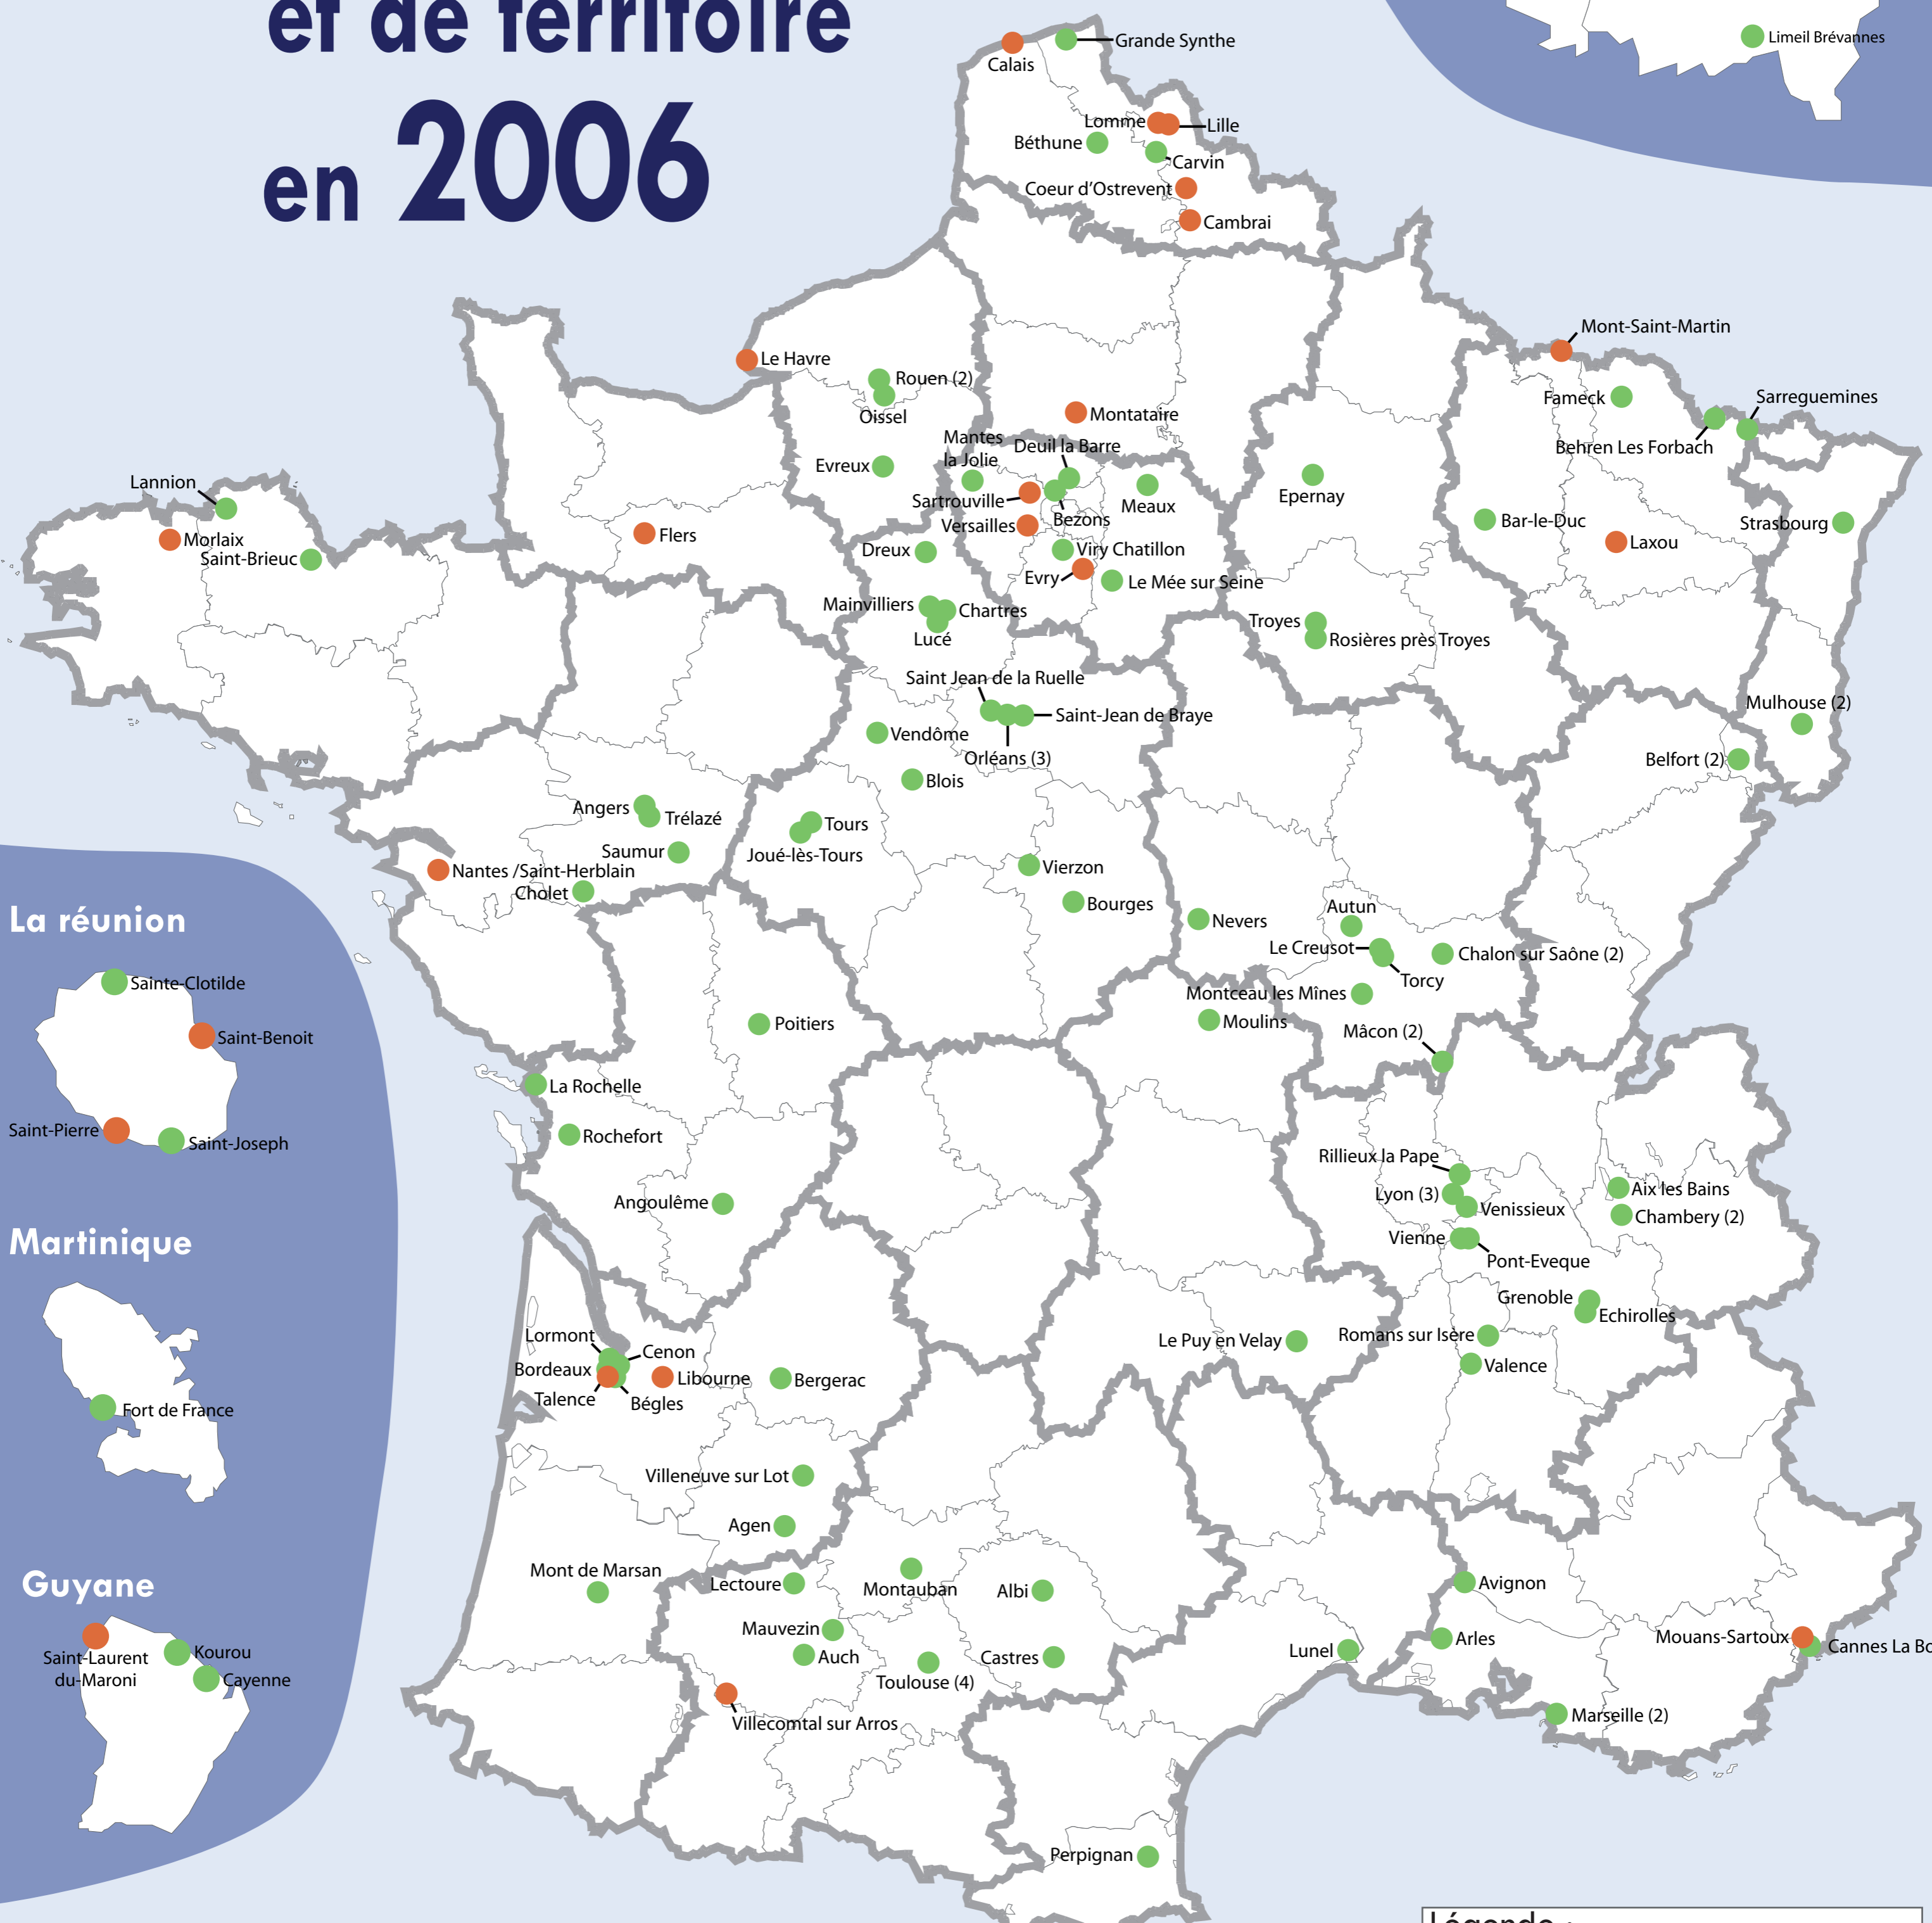 et de territoire
en 2006
Limeil Brévannes
Grande Synthe
Calais
Lomme
Lille
Béthune
Carvin
Coeur d'Ostrevent
Cambrai
Mont-Saint-Martin
Le Havre
Rouen (2)
Oissel
Montataire
Fameck
Sarreguemines
Behren Les Forbach
Mantes
la Jolie
Deuil la Barre
Evreux
Lannion
Sartrouville
Meaux
Epernay
Bezons
Versailles
Bar-le-Duc
Strasbourg
Morlaix
Saint-Brieuc
Flers
Laxou
Dreux
Viry Chatillon
Evry
Le Mée sur Seine
Mainvilliers
Chartres
Lucé
Troyes
Rosières près Troyes
Saint Jean de la Ruelle
Saint-Jean de Braye
Mulhouse (2)
Vendôme
Orléans (3)
Belfort (2)
Blois
Angers
Trélazé
Tours
Saumur
Joué-lès-Tours
Nantes /Saint-Herblain
Cholet
Vierzon
Bourges
Nevers
Autun
Le Creusot
Chalon sur Saône (2)
Torcy
Montceau les Mînes
La réunion
Sainte-Clotilde
Saint-Benoit
Saint-Pierre
Saint-Joseph
Poitiers
Moulins
Mâcon (2)
La Rochelle
Rochefort
Angoulême
Rillieux la Pape
Lyon (3)
Venissieux
Aix les Bains
Chambery (2)
Vienne
Pont-Eveque
Martinique
Fort de France
Grenoble
Echirolles
Le Puy en Velay
Romans sur Isère
Valence
Lormont
Cenon
Bordeaux
Libourne
Talence
Bégles
Bergerac
Villeneuve sur Lot
Agen
Mont de Marsan
Lectoure
Montauban
Albi
Avignon
Mauvezin
Auch
Toulouse (4)
Castres
Lunel
Arles
Mouans-Sartoux
Cannes La Bo
Guyane
Saint-Laurent
du-Maroni
Kourou
Cayenne
Villecomtal sur Arros
Marseille (2)
Perpignan
Légende :